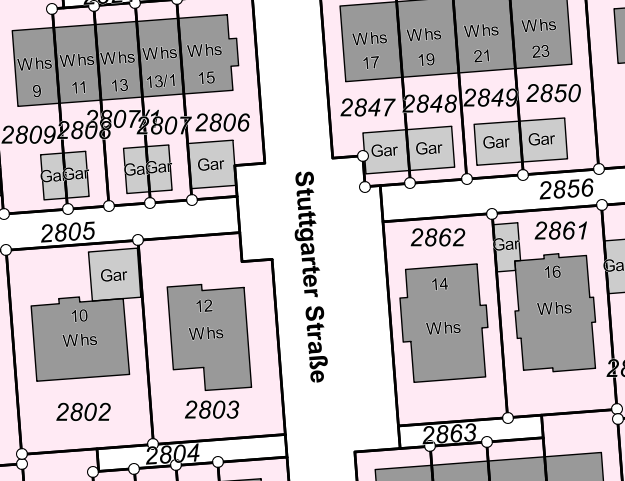 Whs
9
Whs
11
Whs
13
Whs
13/1
Whs
15
Whs
17
Whs
19
Whs
21
Whs
23
2809
2808
2807/1
2807
2806
2847
2848
2849
2850
Gar
Gar
Gar
Gar
Gar
Gar
Gar
Gar
Gar
2856
2805
2862
2861
Gar
Gar
Stuttgarter Straße
10
Whs
12
Whs
14
Whs
16
Whs
2802
2803
2804
2863